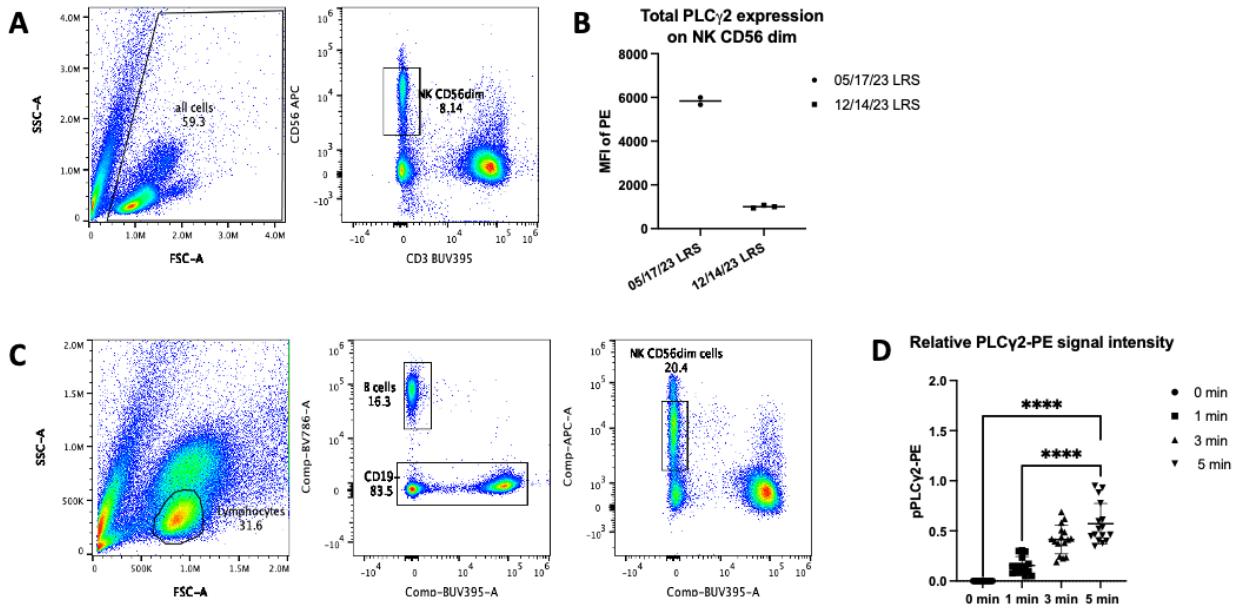 A
4.0M
3.0M
2.0M
1.0M
0
SSC-A
all cells
59.3
0 1.0M 2.0M 3.0M 4.0M
FSC-A
10^5
10^4
10^3
0
-10^3
CD56 APC
NK CD56dim
8.14
-10^4 0 10^4 10^5 10^6
CD3 BUV395
B
Total PLCγ2 expression
on NK CD56 dim
8000
6000
4000
2000
0
MFI of PE
05/17/23 LRS
12/14/23 LRS
05/17/23 LRS
12/14/23 LRS
C
2.0M
1.5M
1.0M
500K
0
SSC-A
Lymphocytes
31.6
0 500K 1.0M 1.5M 2.0M
FSC-A
10^6
10^5
10^4
0
-10^4
Comp-BV786-A
B cells
16.3
CD19-
83.5
-10^4 0 10^4 10^5 10^6
Comp-BUV395-A
NK CD56dim cells
20.4
10^5
10^4
10^3
0
-10^3
Comp-APC-A
-10^4 0 10^4 10^5 10^6
Comp-BUV395-A
D
Relative PLCγ2-PE signal intensity
2.0
1.5
1.0
0.5
0.0
pPLCγ2-PE
****
****
0 min 1 min 3 min 5 min
0 min
1 min
3 min
5 min